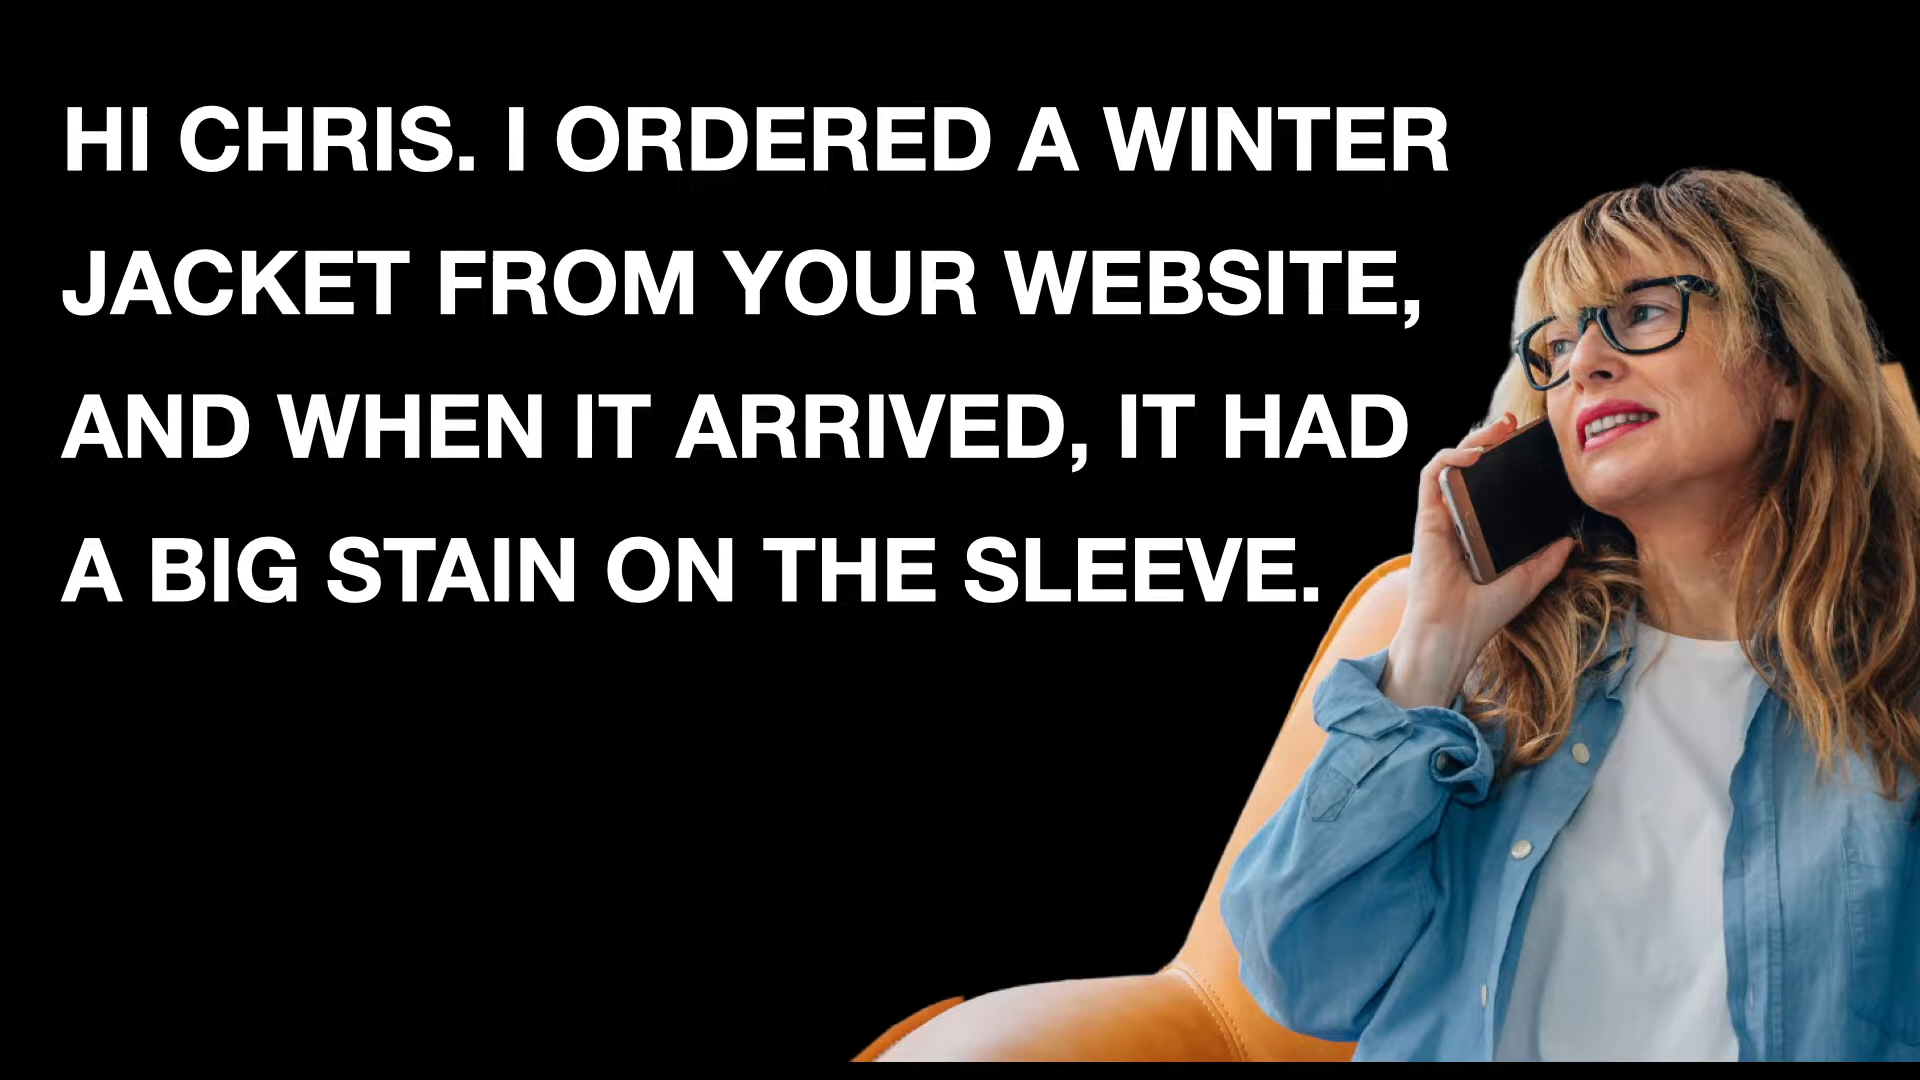 HI CHRIS. I ORDERED A WINTER
JACKET FROM YOUR WEBSITE,
AND WHEN IT ARRIVED, IT HAD
A BIG STAIN ON THE SLEEVE.